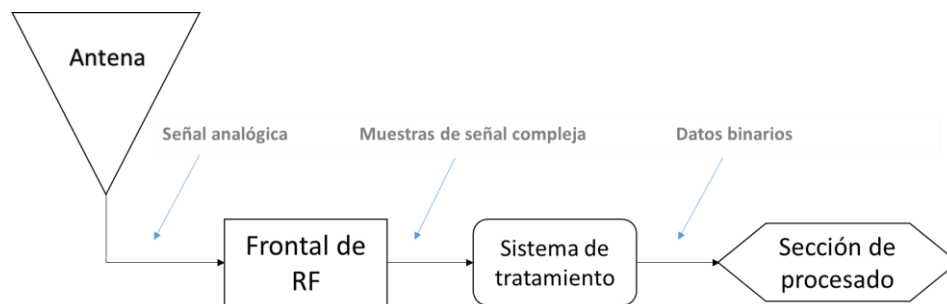 Antena
Señal analógica
Muestras de señal compleja
Datos binarios
Frontal de
RF
Sistema de
tratamiento
Sección de
procesado